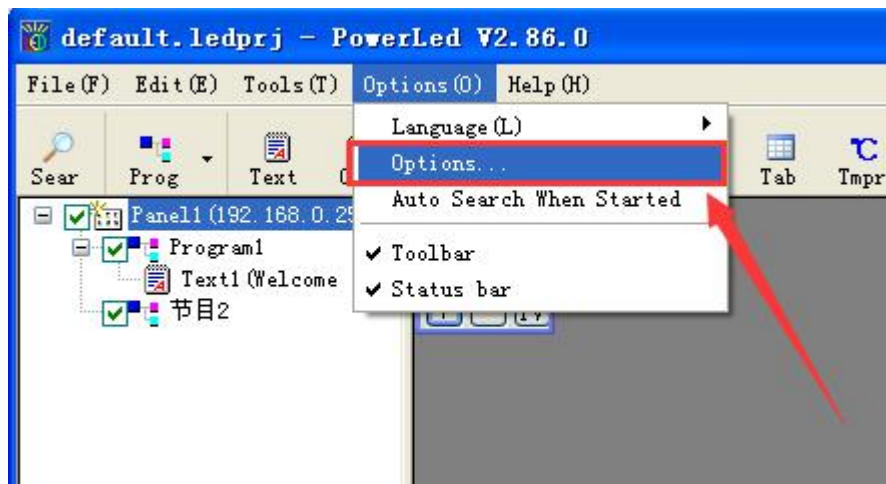 default.ledprj - PowerLed V2.86.0
File(F) Edit(E) Tools(T) Options(O) Help(H)
Language(L)
Options...
Auto Search When Started
Toolbar
Status bar
Sear Prog Text Tab Tmpr
Panel1(192.168.0.25
Program1
Text1(Welcome
节目2